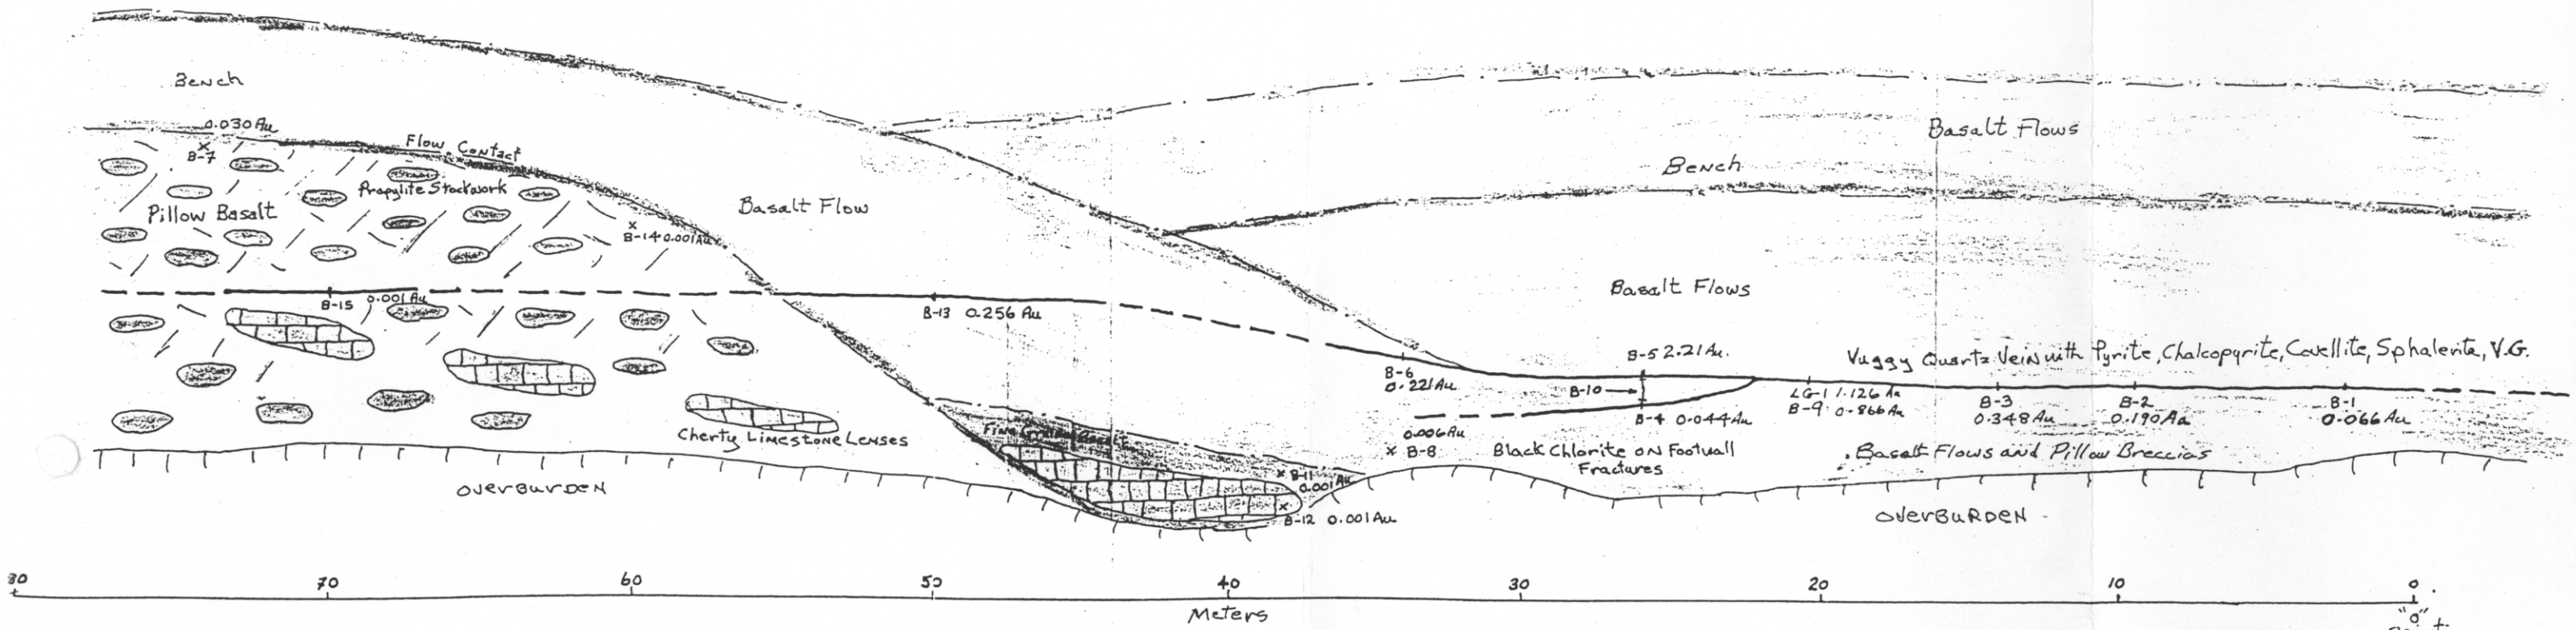 Bench
0.030 Au
B-7
Flow Contact
Propylite Stockwork
Pillow Basalt
B-14 0.001 Au
Basalt Flow
Basalt Flows
Bench
Basalt Flows
B-15 0.001 Au
B-13 0.256 Au
B-6
0.221 Au
B-5 2.21 Au.
B-10
B-4 0.044 Au
Vuggy Quartz Vein with Pyrite, Chalcopyrite, Covellite, Sphalerite, V.G.
LG-1 1.126 Au
B-9 0.866 Au
B-3
0.348 Au
B-2
0.190 Au
B-1
0.066 Au
0.006 Au
B-8
Black Chlorite on Footwall
Fractures
Basalt Flows and Pillow Breccias
Cherty Limestone Lenses
Fine Grained Basalt
B-11
0.001 Au
B-12 0.001 Au
OVERBURDEN
OVERBURDEN
80 70 60 50 40 30 20 10 0
Meters
"0"